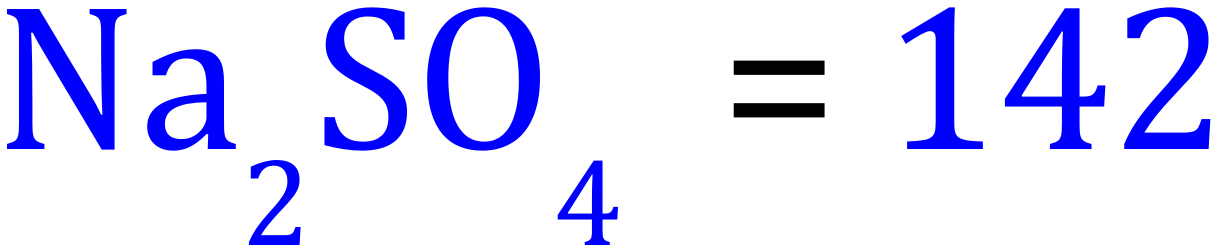 Na₂SO₄ = 142